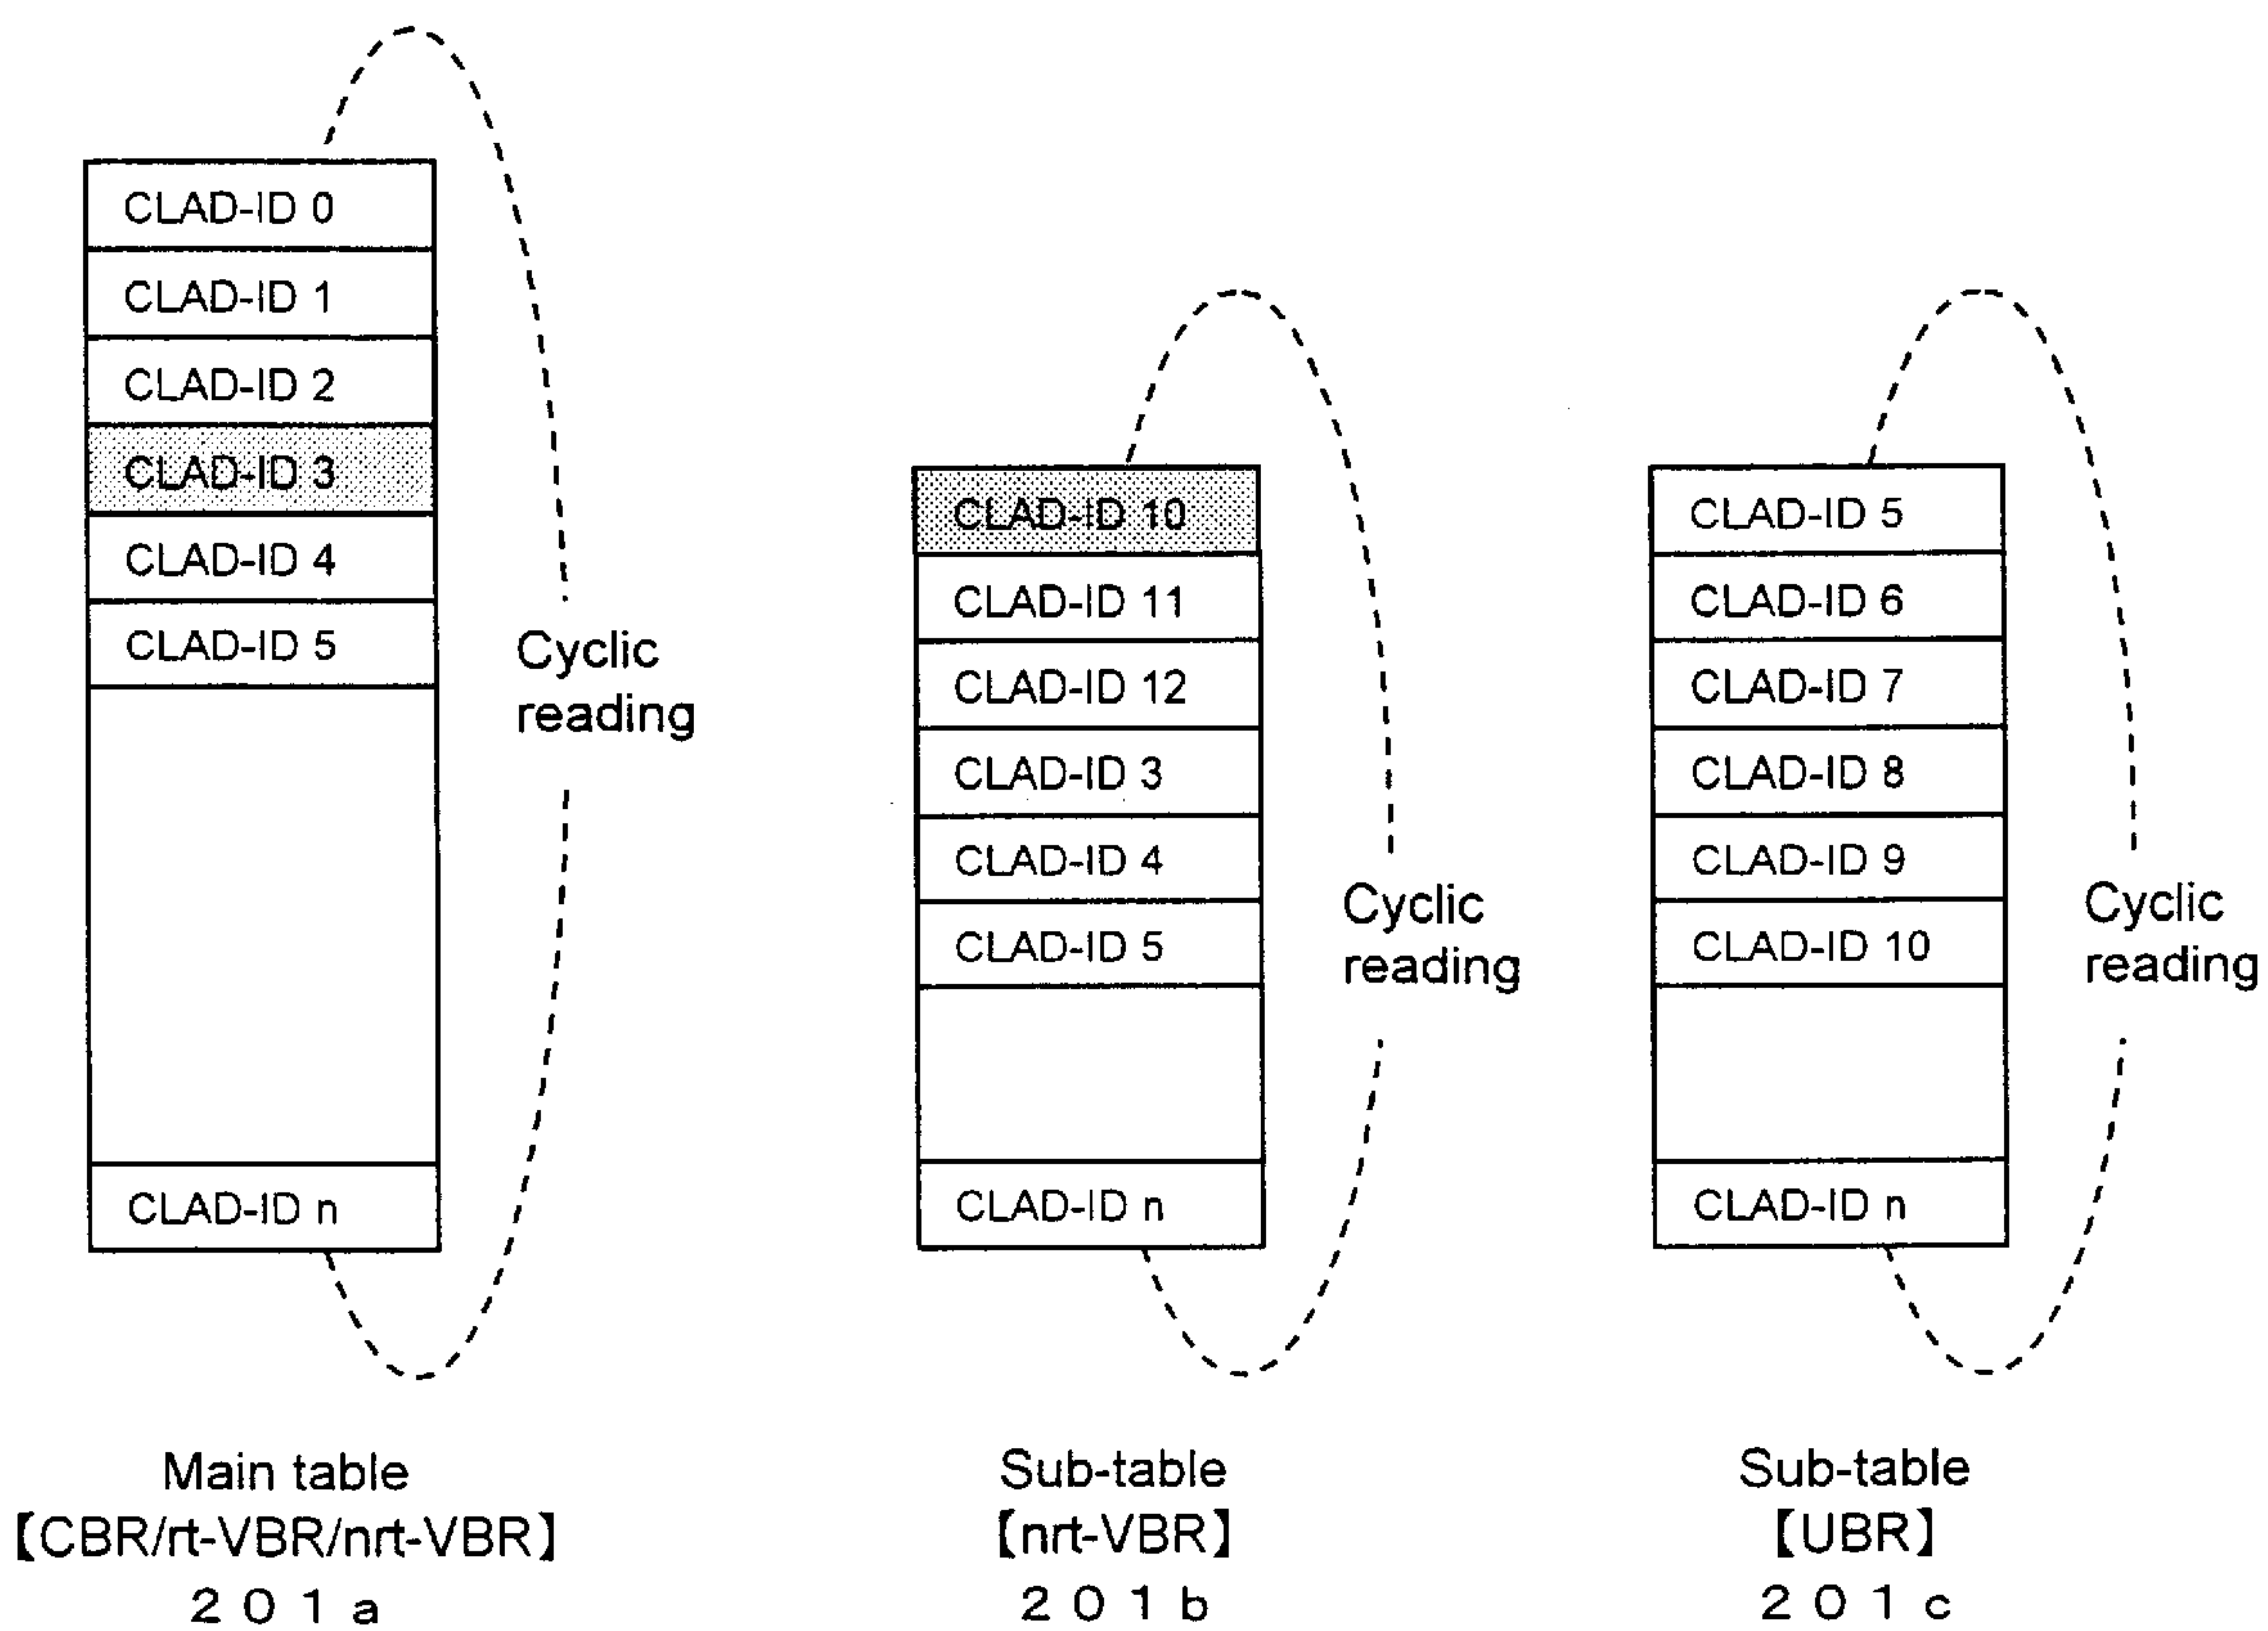 CLAD-ID 0
CLAD-ID 1
CLAD-ID 2
CLAD-ID 3
CLAD-ID 4
CLAD-ID 5
CLAD-ID n
Cyclic
reading
Main table
【CBR/rt-VBR/nrt-VBR】
201a
CLAD-ID 10
CLAD-ID 11
CLAD-ID 12
CLAD-ID 3
CLAD-ID 4
CLAD-ID 5
CLAD-ID n
Cyclic
reading
Sub-table
【nrt-VBR】
201b
CLAD-ID 5
CLAD-ID 6
CLAD-ID 7
CLAD-ID 8
CLAD-ID 9
CLAD-ID 10
CLAD-ID n
Cyclic
reading
Sub-table
【UBR】
201c